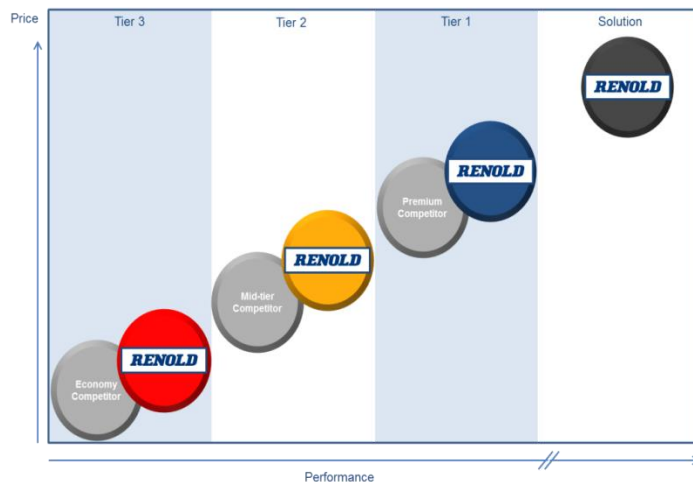 Price
Tier 3
Tier 2
Tier 1
Solution
RENOLD
RENOLD
Premium
Competitor
RENOLD
Mid-tier
Competitor
RENOLD
Economy
Competitor
Performance